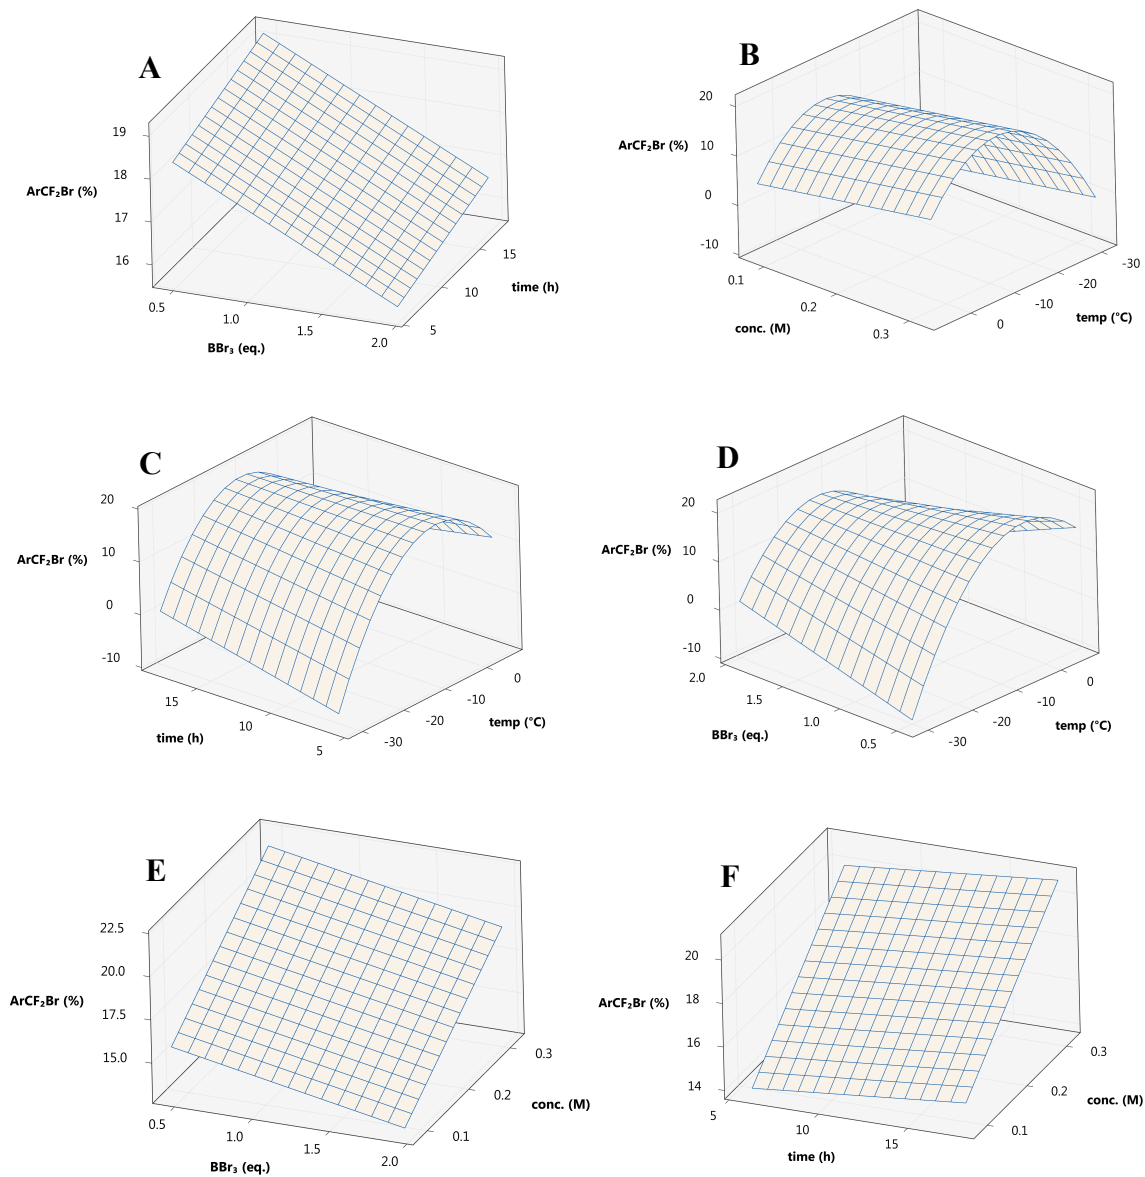 A
19
18
ArCF₂Br (%)
17
16
0.5
1.0
1.5
2.0
BBr₃ (eq.)
5
10
15
time (h)
B
20
ArCF₂Br (%)
10
0
-10
0.1
0.2
0.3
conc. (M)
0
-10
-20
-30
temp (°C)
C
20
ArCF₂Br (%)
10
0
-10
15
10
5
time (h)
-30
-20
-10
0
temp (°C)
D
20
ArCF₂Br (%)
10
0
-10
2.0
1.5
1.0
0.5
BBr₃ (eq.)
-30
-20
-10
0
temp (°C)
E
22.5
20.0
ArCF₂Br (%)
17.5
15.0
0.5
1.0
1.5
2.0
BBr₃ (eq.)
0.1
0.2
0.3
conc. (M)
F
20
18
ArCF₂Br (%)
16
14
5
10
15
time (h)
0.1
0.2
0.3
conc. (M)